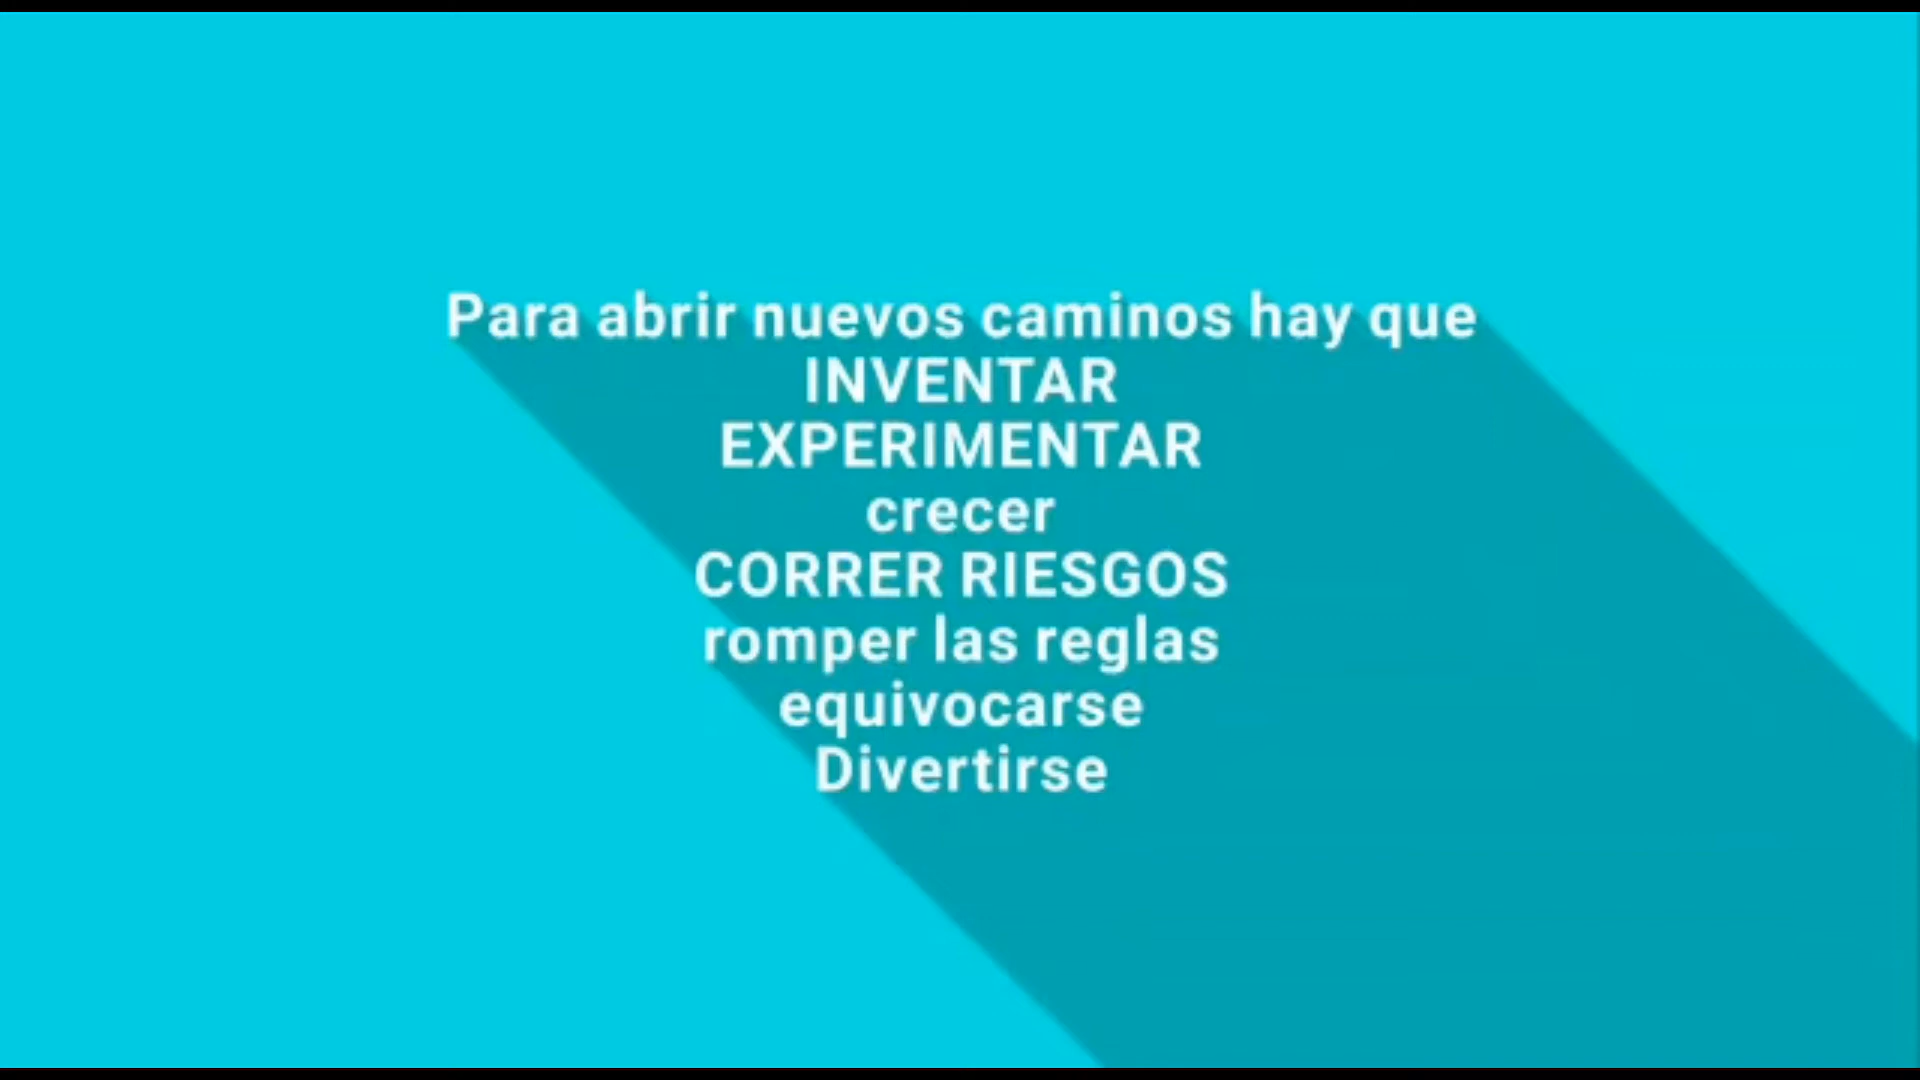 Para abrir nuevos caminos hay que
INVENTAR
EXPERIMENTAR
crecer
CORRER RIESGOS
romper las reglas
equivocarse
Divertirse